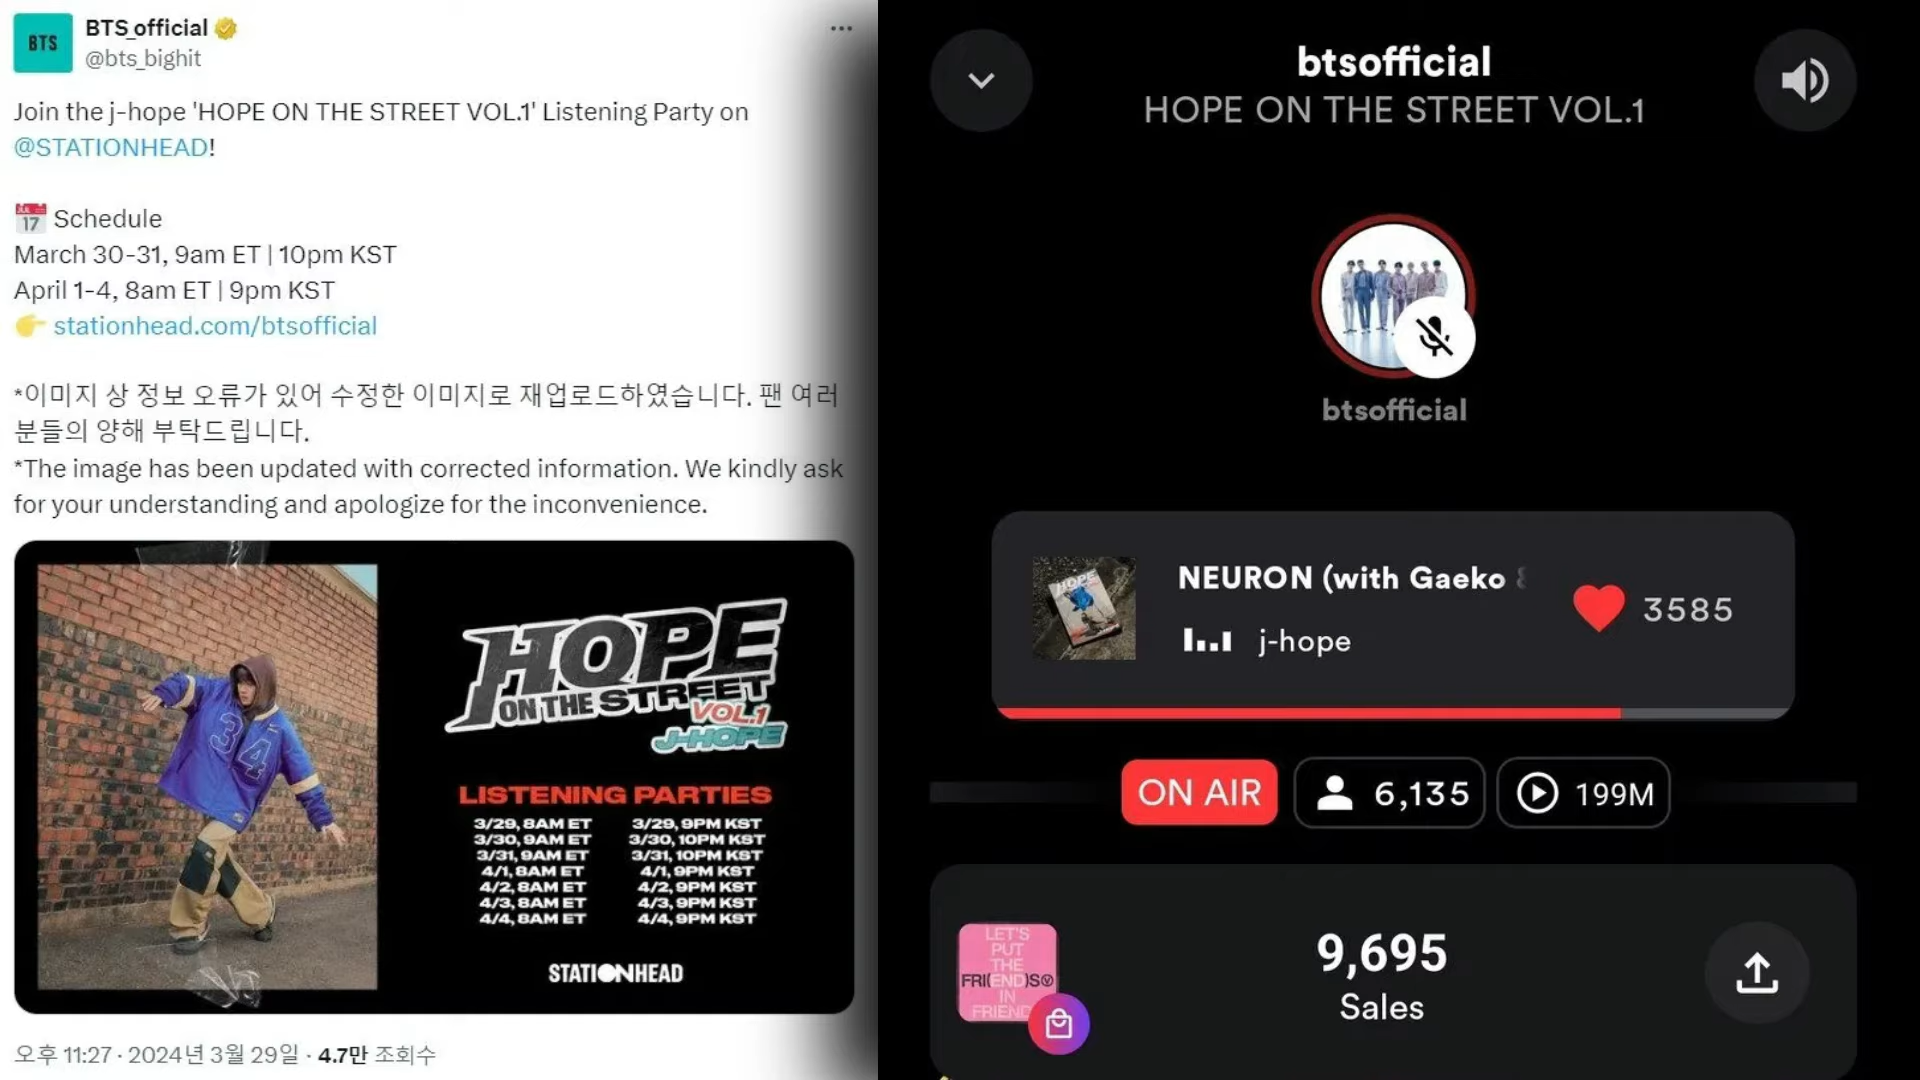 BTS
BTS_official
@bts_bighit
Join the j-hope 'HOPE ON THE STREET VOL.1' Listening Party on
@STATIONHEAD!
JUL
17
Schedule
March 30-31, 9am ET | 10pm KST
April 1-4, 8am ET | 9pm KST
stationhead.com/btsofficial
*이미지 상 정보 오류가 있어 수정한 이미지로 재업로드하였습니다. 팬 여러
분들의 양해 부탁드립니다.
*The image has been updated with corrected information. We kindly ask
for your understanding and apologize for the inconvenience.
34
HOPE
ON THE STREET
VOL.1
J-HOPE
LISTENING PARTIES
3/29, 8AM ET 3/29, 9PM KST
3/30, 9AM ET 3/30, 10PM KST
3/31, 9AM ET 3/31, 10PM KST
4/1, 8AM ET 4/1, 9PM KST
4/2, 8AM ET 4/2, 9PM KST
4/3, 8AM ET 4/3, 9PM KST
4/4, 8AM ET 4/4, 9PM KST
STATIONHEAD
오후 11:27 · 2024년 3월 29일 · 4.7만 조회수
btsofficial
HOPE ON THE STREET VOL.1
btsofficial
HOPE
NEURON (with Gaeko
j-hope
3585
ON AIR
6,135
199M
LET'S
PUT
THE
FRI(END)SⓋ
IN
FRIEND
9,695
Sales